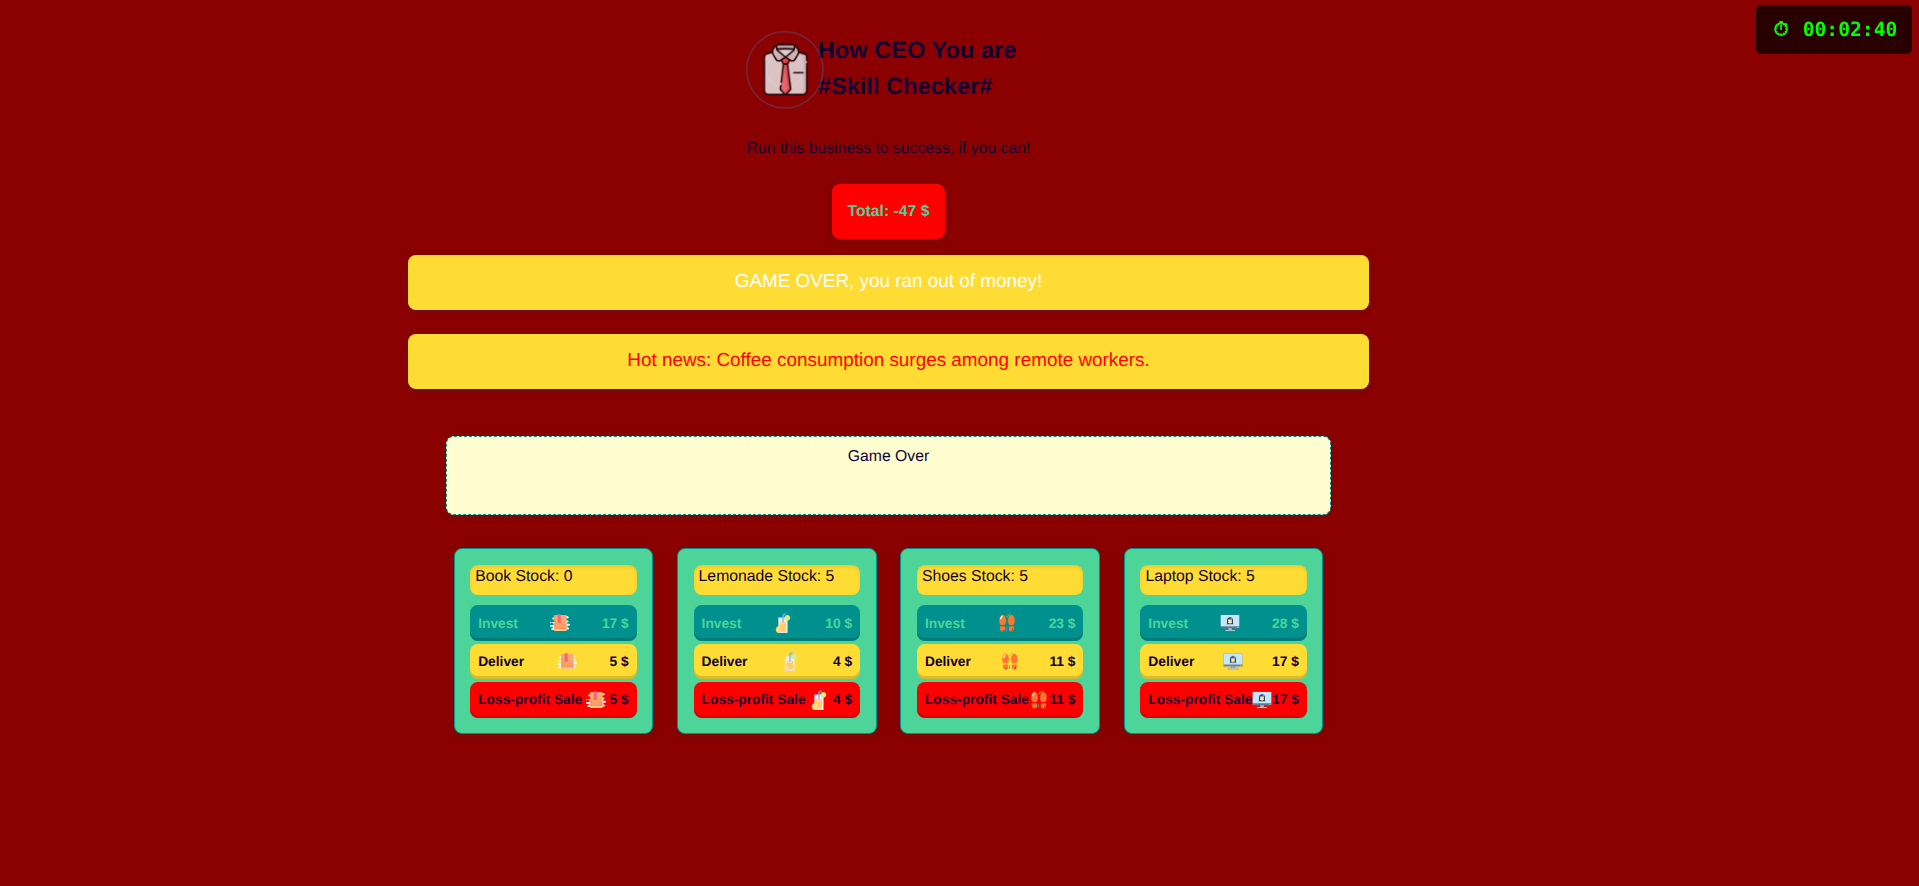 00:02:40
How CEO You are
#Skill Checker#
Run this business to success, if you can!
Total: -47 $
GAME OVER, you ran out of money!
Hot news: Coffee consumption surges among remote workers.
Game Over
Book Stock: 0
Invest 17 $
Deliver 5 $
Loss-profit Sale 5 $
Lemonade Stock: 5
Invest 10 $
Deliver 4 $
Loss-profit Sale 4 $
Shoes Stock: 5
Invest 23 $
Deliver 11 $
Loss-profit Sale 11 $
Laptop Stock: 5
Invest 28 $
Deliver 17 $
Loss-profit Sale 17 $